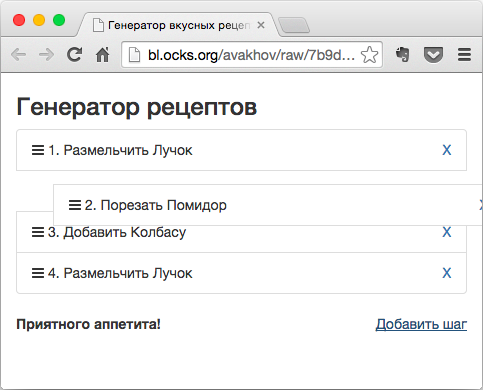 Генератор вкусных рецеп
bl.ocks.org/avakhov/raw/7b9d...
Генератор рецептов
1. Размельчить Лучок X
2. Порезать Помидор
3. Добавить Колбасу X
4. Размельчить Лучок X
Приятного аппетита! Добавить шаг